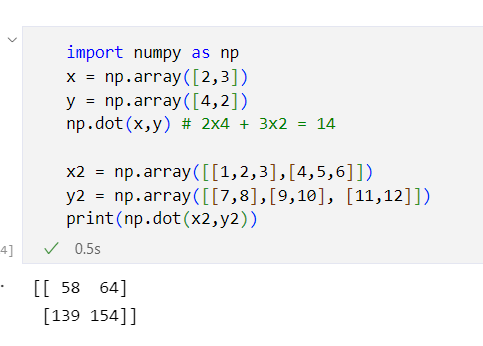 import numpy as np
x = np.array([2,3])
y = np.array([4,2])
np.dot(x,y) # 2x4 + 3x2 = 14
x2 = np.array([[1,2,3],[4,5,6]])
y2 = np.array([[7,8],[9,10], [11,12]])
print(np.dot(x2,y2))
4] ✓ 0.5s
[[ 58  64]
 [139 154]]